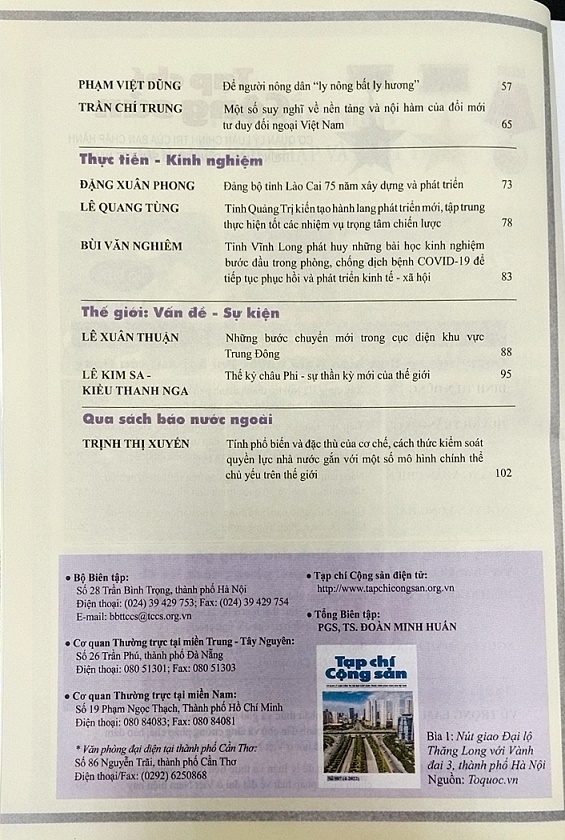 PHẠM VIỆT DŨNG Để người nông dân "ly nông bất ly hương" 57
TRẦN CHÍ TRUNG Một số suy nghĩ về nền tảng và nội hàm của đổi mới
tư duy đối ngoại Việt Nam 65
Thực tiễn - Kinh nghiệm
ĐẶNG XUÂN PHONG Đảng bộ tỉnh Lào Cai 75 năm xây dựng và phát triển 73
LÊ QUANG TÙNG Tỉnh Quảng Trị kiến tạo hành lang phát triển mới, tập trung
thực hiện tốt các nhiệm vụ trọng tâm chiến lược 78
BÙI VĂN NGHIÊM Tỉnh Vĩnh Long phát huy những bài học kinh nghiệm
bước đầu trong phòng, chống dịch bệnh COVID-19 để
tiếp tục phục hồi và phát triển kinh tế - xã hội 83
Thế giới: Vấn đề - Sự kiện
LÊ XUÂN THUẬN Những bước chuyển mới trong cục diện khu vực
Trung Đông 88
LÊ KIM SA - Thế kỷ châu Phi - sự thần kỳ mới của thế giới 95
KIỀU THANH NGA
Qua sách báo nước ngoài
TRỊNH THỊ XUYẾN Tính phổ biến và đặc thù của cơ chế, cách thức kiểm soát
quyền lực nhà nước gắn với một số mô hình chính thể
chủ yếu trên thế giới 102
• Bộ Biên tập:
Số 28 Trần Bình Trọng, thành phố Hà Nội
Điện thoại: (024) 39 429 753; Fax: (024) 39 429 754
E-mail: bbttccs@tccs.org.vn
• Cơ quan Thường trực tại miền Trung - Tây Nguyên:
Số 26 Trần Phú, thành phố Đà Nẵng
Điện thoại: 080 51301; Fax: 080 51303
• Cơ quan Thường trực tại miền Nam:
Số 19 Phạm Ngọc Thạch, Thành phố Hồ Chí Minh
Điện thoại: 080 84083; Fax: 080 84081
* Văn phòng đại diện tại thành phố Cần Thơ:
Số 86 Nguyễn Trãi, thành phố Cần Thơ
Điện thoại/Fax: (0292) 6250868
• Tạp chí Cộng sản điện tử:
http://www.tapchicongsan.org.vn
• Tổng Biên tập:
PGS, TS. ĐOÀN MINH HUẤN
Tạp chí
Cộng sản
Bìa 1: Nút giao Đại lộ
Thăng Long với Vành
đai 3, thành phố Hà Nội
Nguồn: Toquoc.vn